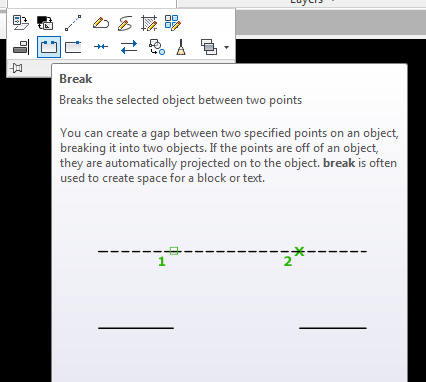 Layers
Break
Breaks the selected object between two points
You can create a gap between two specified points on an object,
breaking it into two objects. If the points are off of an object,
they are automatically projected on to the object. break is often
used to create space for a block or text.
1
2